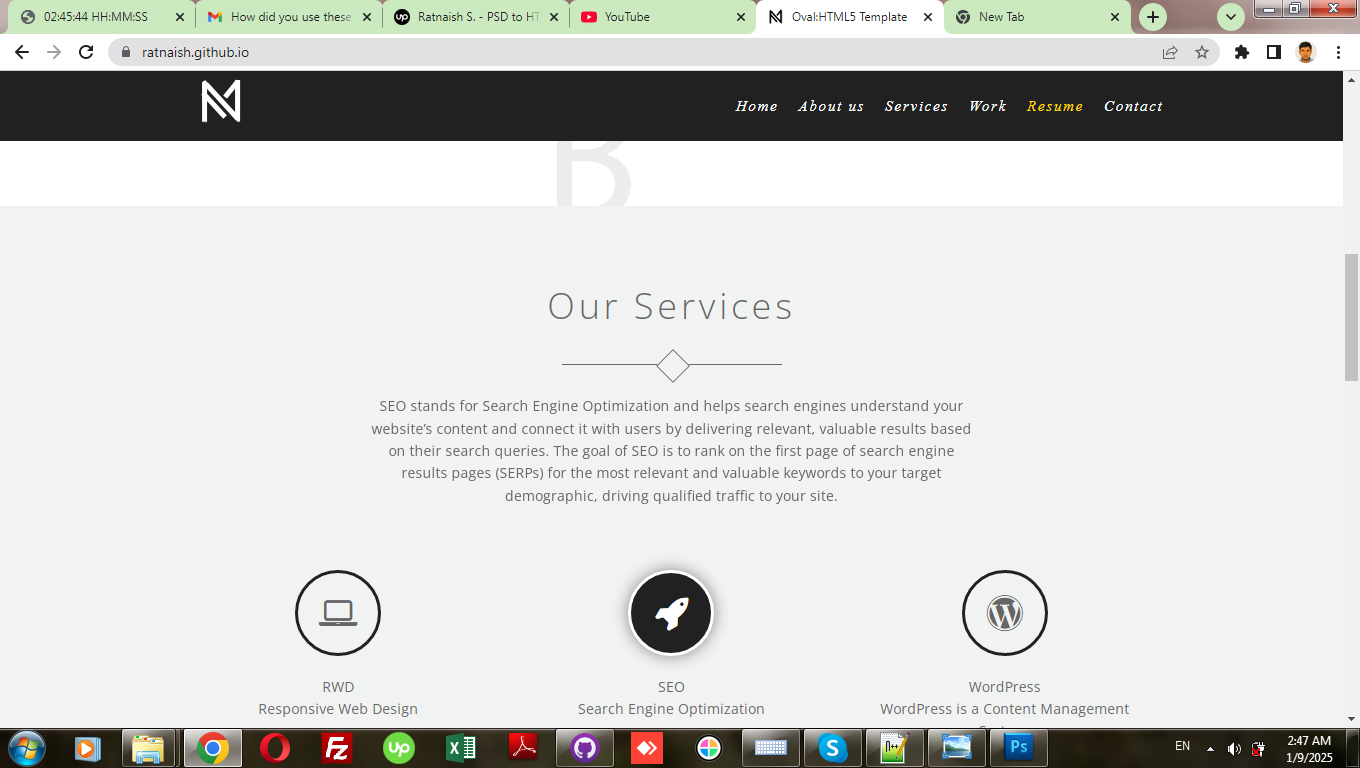 02:45:44 HH:MM:SS
How did you use these
Ratnaish S. - PSD to HT
YouTube
Oval:HTML5 Template
New Tab
ratnaish.github.io
Home About us Services Work Resume Contact
B
Our Services
SEO stands for Search Engine Optimization and helps search engines understand your
website's content and connect it with users by delivering relevant, valuable results based
on their search queries. The goal of SEO is to rank on the first page of search engine
results pages (SERPs) for the most relevant and valuable keywords to your target
demographic, driving qualified traffic to your site.
RWD
Responsive Web Design
SEO
Search Engine Optimization
WordPress
WordPress is a Content Management
up
Fz
Ps
EN
2:47 AM
1/9/2025